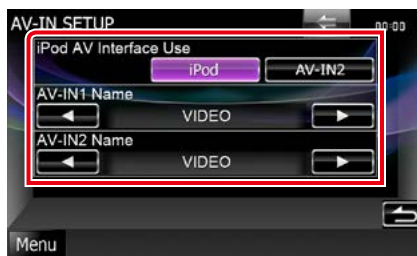 AV-IN SETUP 00:00
iPod AV Interface Use
iPod AV-IN2
AV-IN1 Name
VIDEO
AV-IN2 Name
VIDEO
Menu